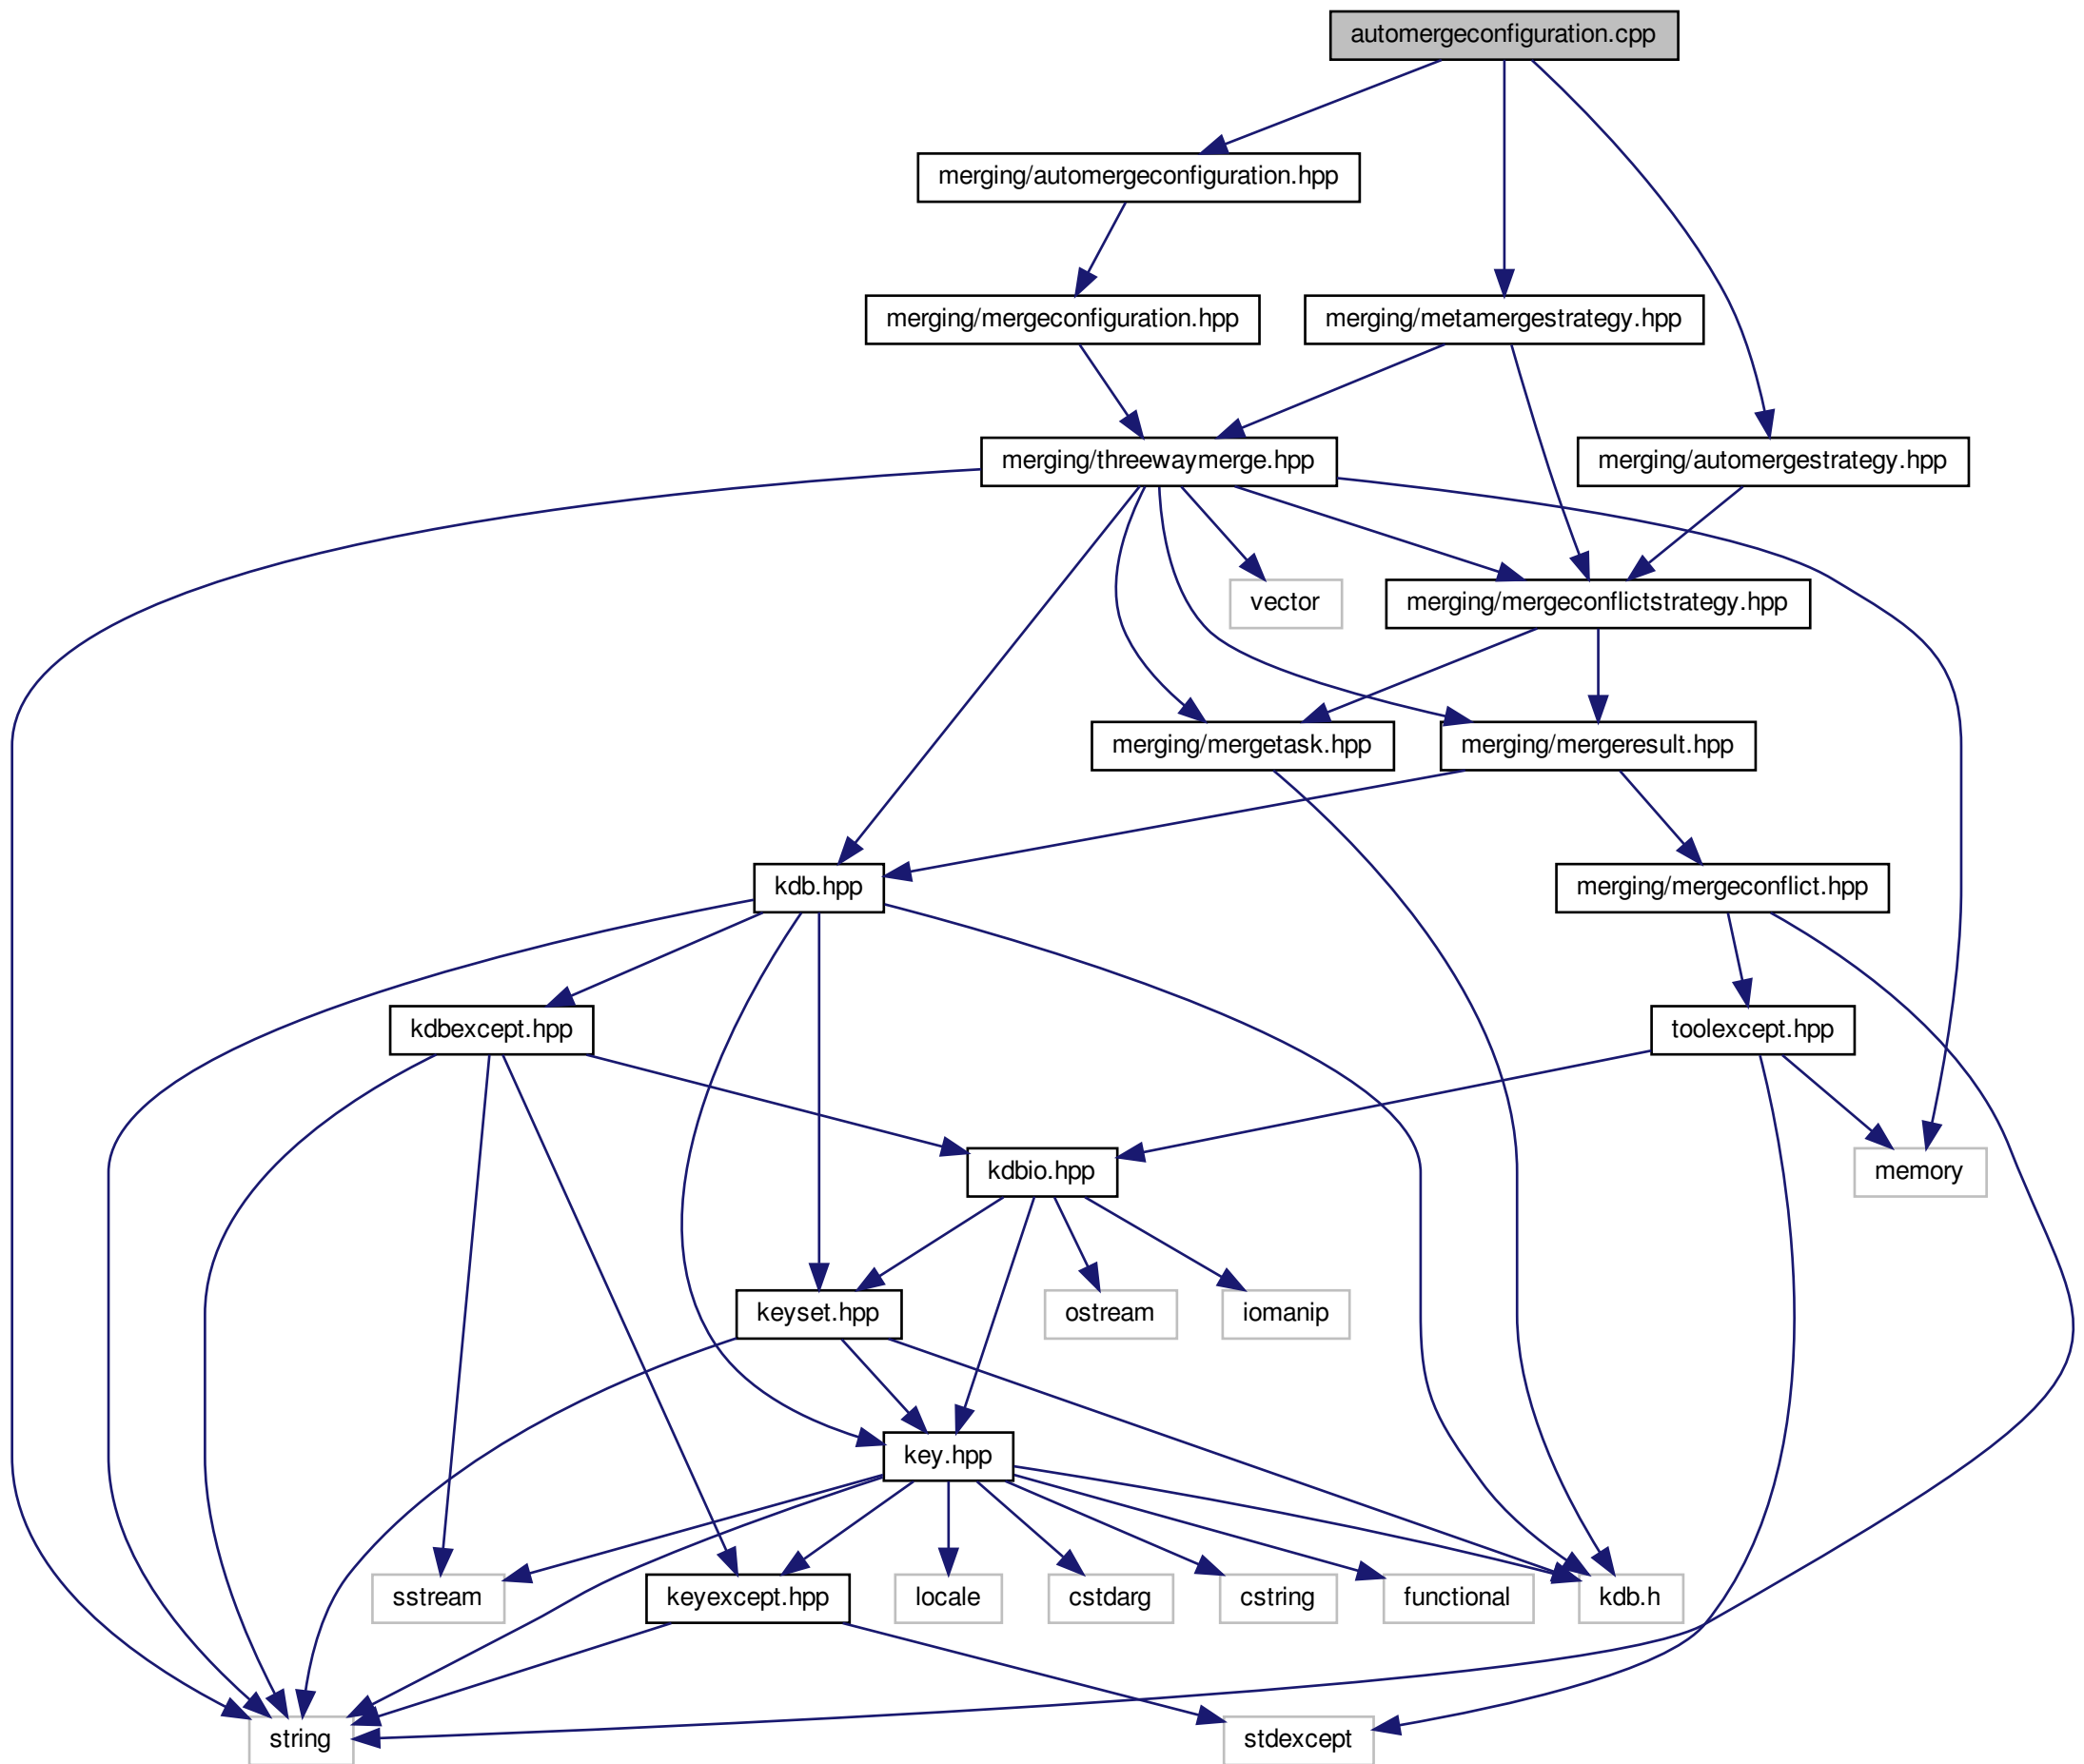 automergeconfiguration.cpp
merging/automergeconfiguration.hpp
merging/mergeconfiguration.hpp
merging/metamergestrategy.hpp
merging/threewaymerge.hpp
merging/automergestrategy.hpp
vector
merging/mergeconflictstrategy.hpp
merging/mergetask.hpp
merging/mergeresult.hpp
kdb.hpp
merging/mergeconflict.hpp
kdbexcept.hpp
toolexcept.hpp
kdbio.hpp
memory
keyset.hpp
ostream
iomanip
key.hpp
sstream
keyexcept.hpp
locale
cstdarg
cstring
functional
kdb.h
string
stdexcept